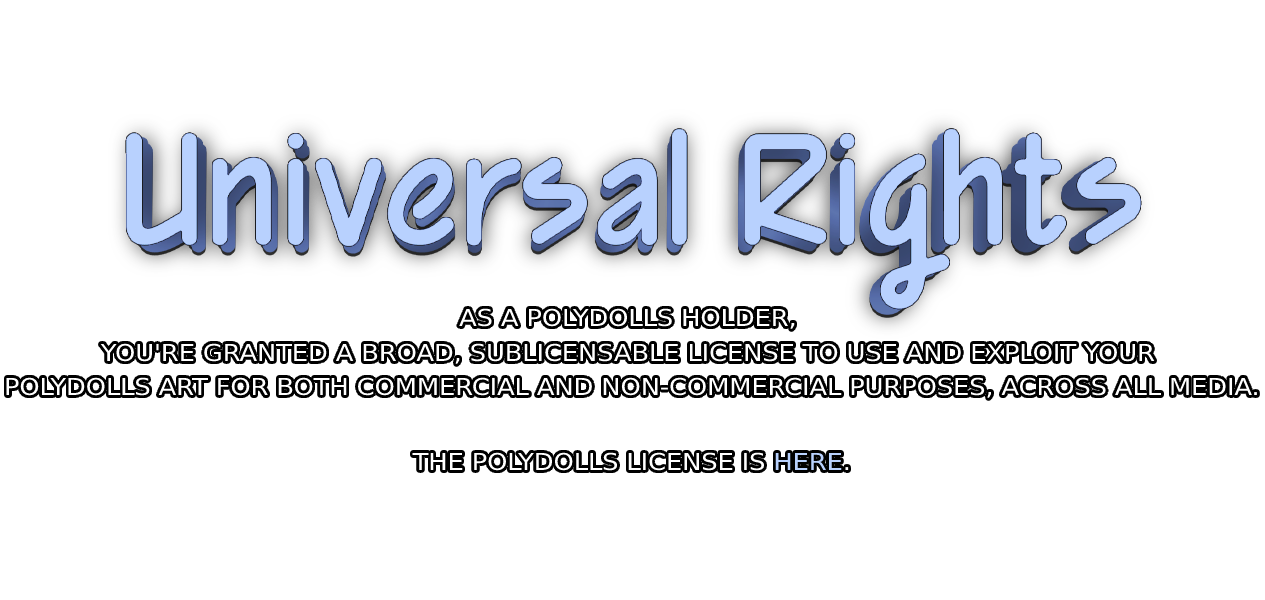 Universal Rights
AS A POLYDOLLS HOLDER,
YOU'RE GRANTED A BROAD, SUBLICENSABLE LICENSE TO USE AND EXPLOIT YOUR
POLYDOLLS ART FOR BOTH COMMERCIAL AND NON-COMMERCIAL PURPOSES, ACROSS ALL MEDIA.
THE POLYDOLLS LICENSE IS HERE.